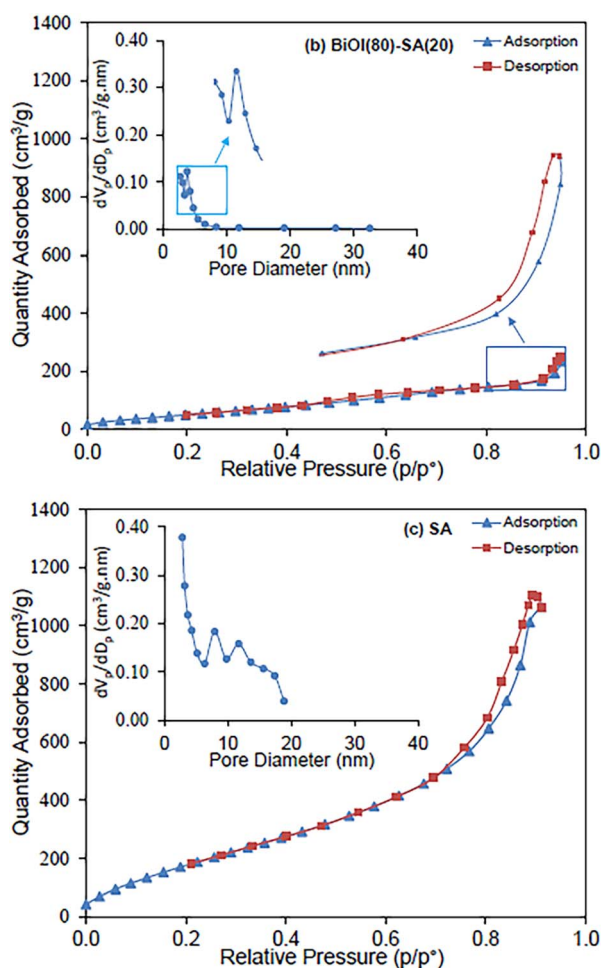 1400
1200
1000
800
600
400
200
0
Quantity Adsorbed (cm³/g)
0.0 0.2 0.4 0.6 0.8 1.0
Relative Pressure (p/p°)
(b) BiOI(80)-SA(20)
Adsorption
Desorption
0.40
0.30
0.20
0.10
0.00
dVₚ/dDₚ (cm³/g.nm)
0 10 20 30 40
Pore Diameter (nm)
1400
1200
1000
800
600
400
200
0
Quantity Adsorbed (cm³/g)
0.0 0.2 0.4 0.6 0.8 1.0
Relative Pressure (p/p°)
(c) SA
Adsorption
Desorption
0.40
0.30
0.20
0.10
0.00
dVₚ/dDₚ (cm³/g.nm)
0 10 20 30 40
Pore Diameter (nm)